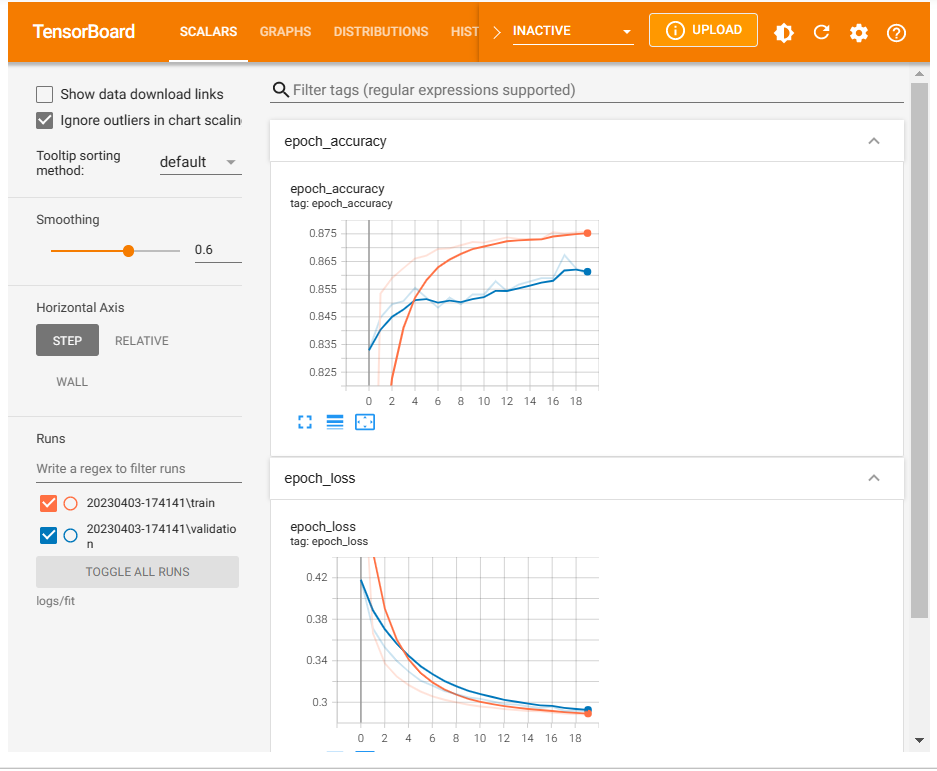 TensorBoard
SCALARS
GRAPHS
DISTRIBUTIONS
HIST
INACTIVE
UPLOAD
Show data download links
Ignore outliers in chart scalin
Tooltip sorting
method:
default
Smoothing
0.6
Horizontal Axis
STEP
RELATIVE
WALL
Runs
Write a regex to filter runs
20230403-174141\train
20230403-174141\validatio
n
TOGGLE ALL RUNS
logs/fit
Filter tags (regular expressions supported)
epoch_accuracy
epoch_accuracy
tag: epoch_accuracy
0.875
0.865
0.855
0.845
0.835
0.825
0 2 4 6 8 10 12 14 16 18
epoch_loss
epoch_loss
tag: epoch_loss
0.42
0.38
0.34
0.3
0 2 4 6 8 10 12 14 16 18